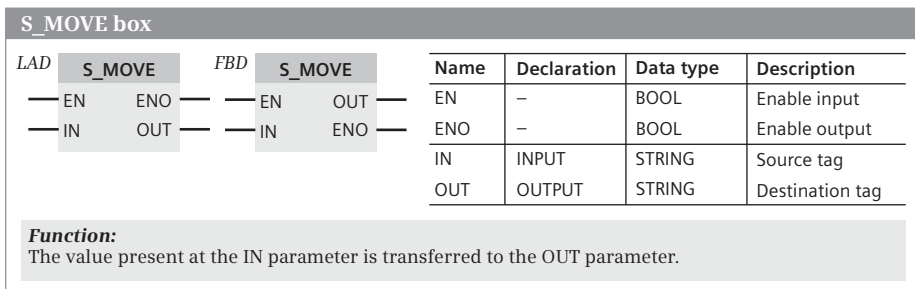 S_MOVE box
LAD
S_MOVE
EN ENO
IN OUT
FBD
S_MOVE
EN OUT
IN ENO
Name Declaration Data type Description
EN – BOOL Enable input
ENO – BOOL Enable output
IN INPUT STRING Source tag
OUT OUTPUT STRING Destination tag
Function:
The value present at the IN parameter is transferred to the OUT parameter.